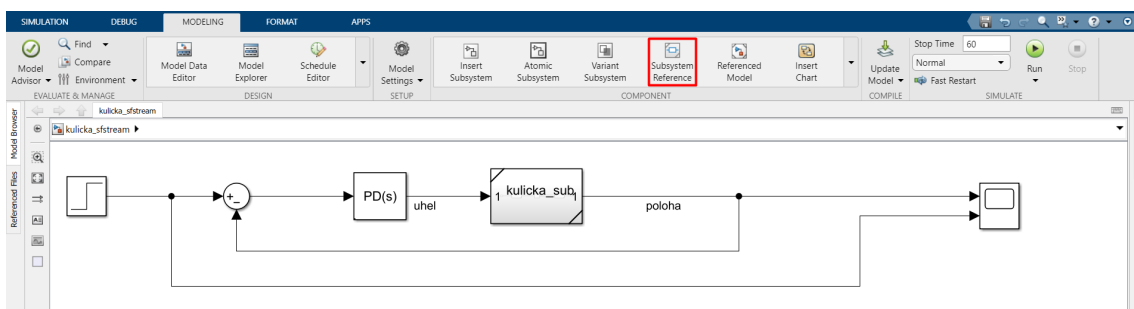 SIMULATION DEBUG MODELING FORMAT APPS
Find
Compare
Environment
Model
Advisor
EVALUATE & MANAGE
Model Data
Editor
Model
Explorer
Schedule
Editor
DESIGN
Model
Settings
SETUP
Insert
Subsystem
Atomic
Subsystem
Variant
Subsystem
Subsystem
Reference
Referenced
Model
Insert
Chart
COMPONENT
Update
Model
COMPILE
Stop Time 60
Normal
Fast Restart
Run
Stop
SIMULATE
Model Browser
Referenced Files
kulicka_sfstream
kulicka_sfstream
+
−
PD(s)
uhel
1 kulicka_sub 1
poloha